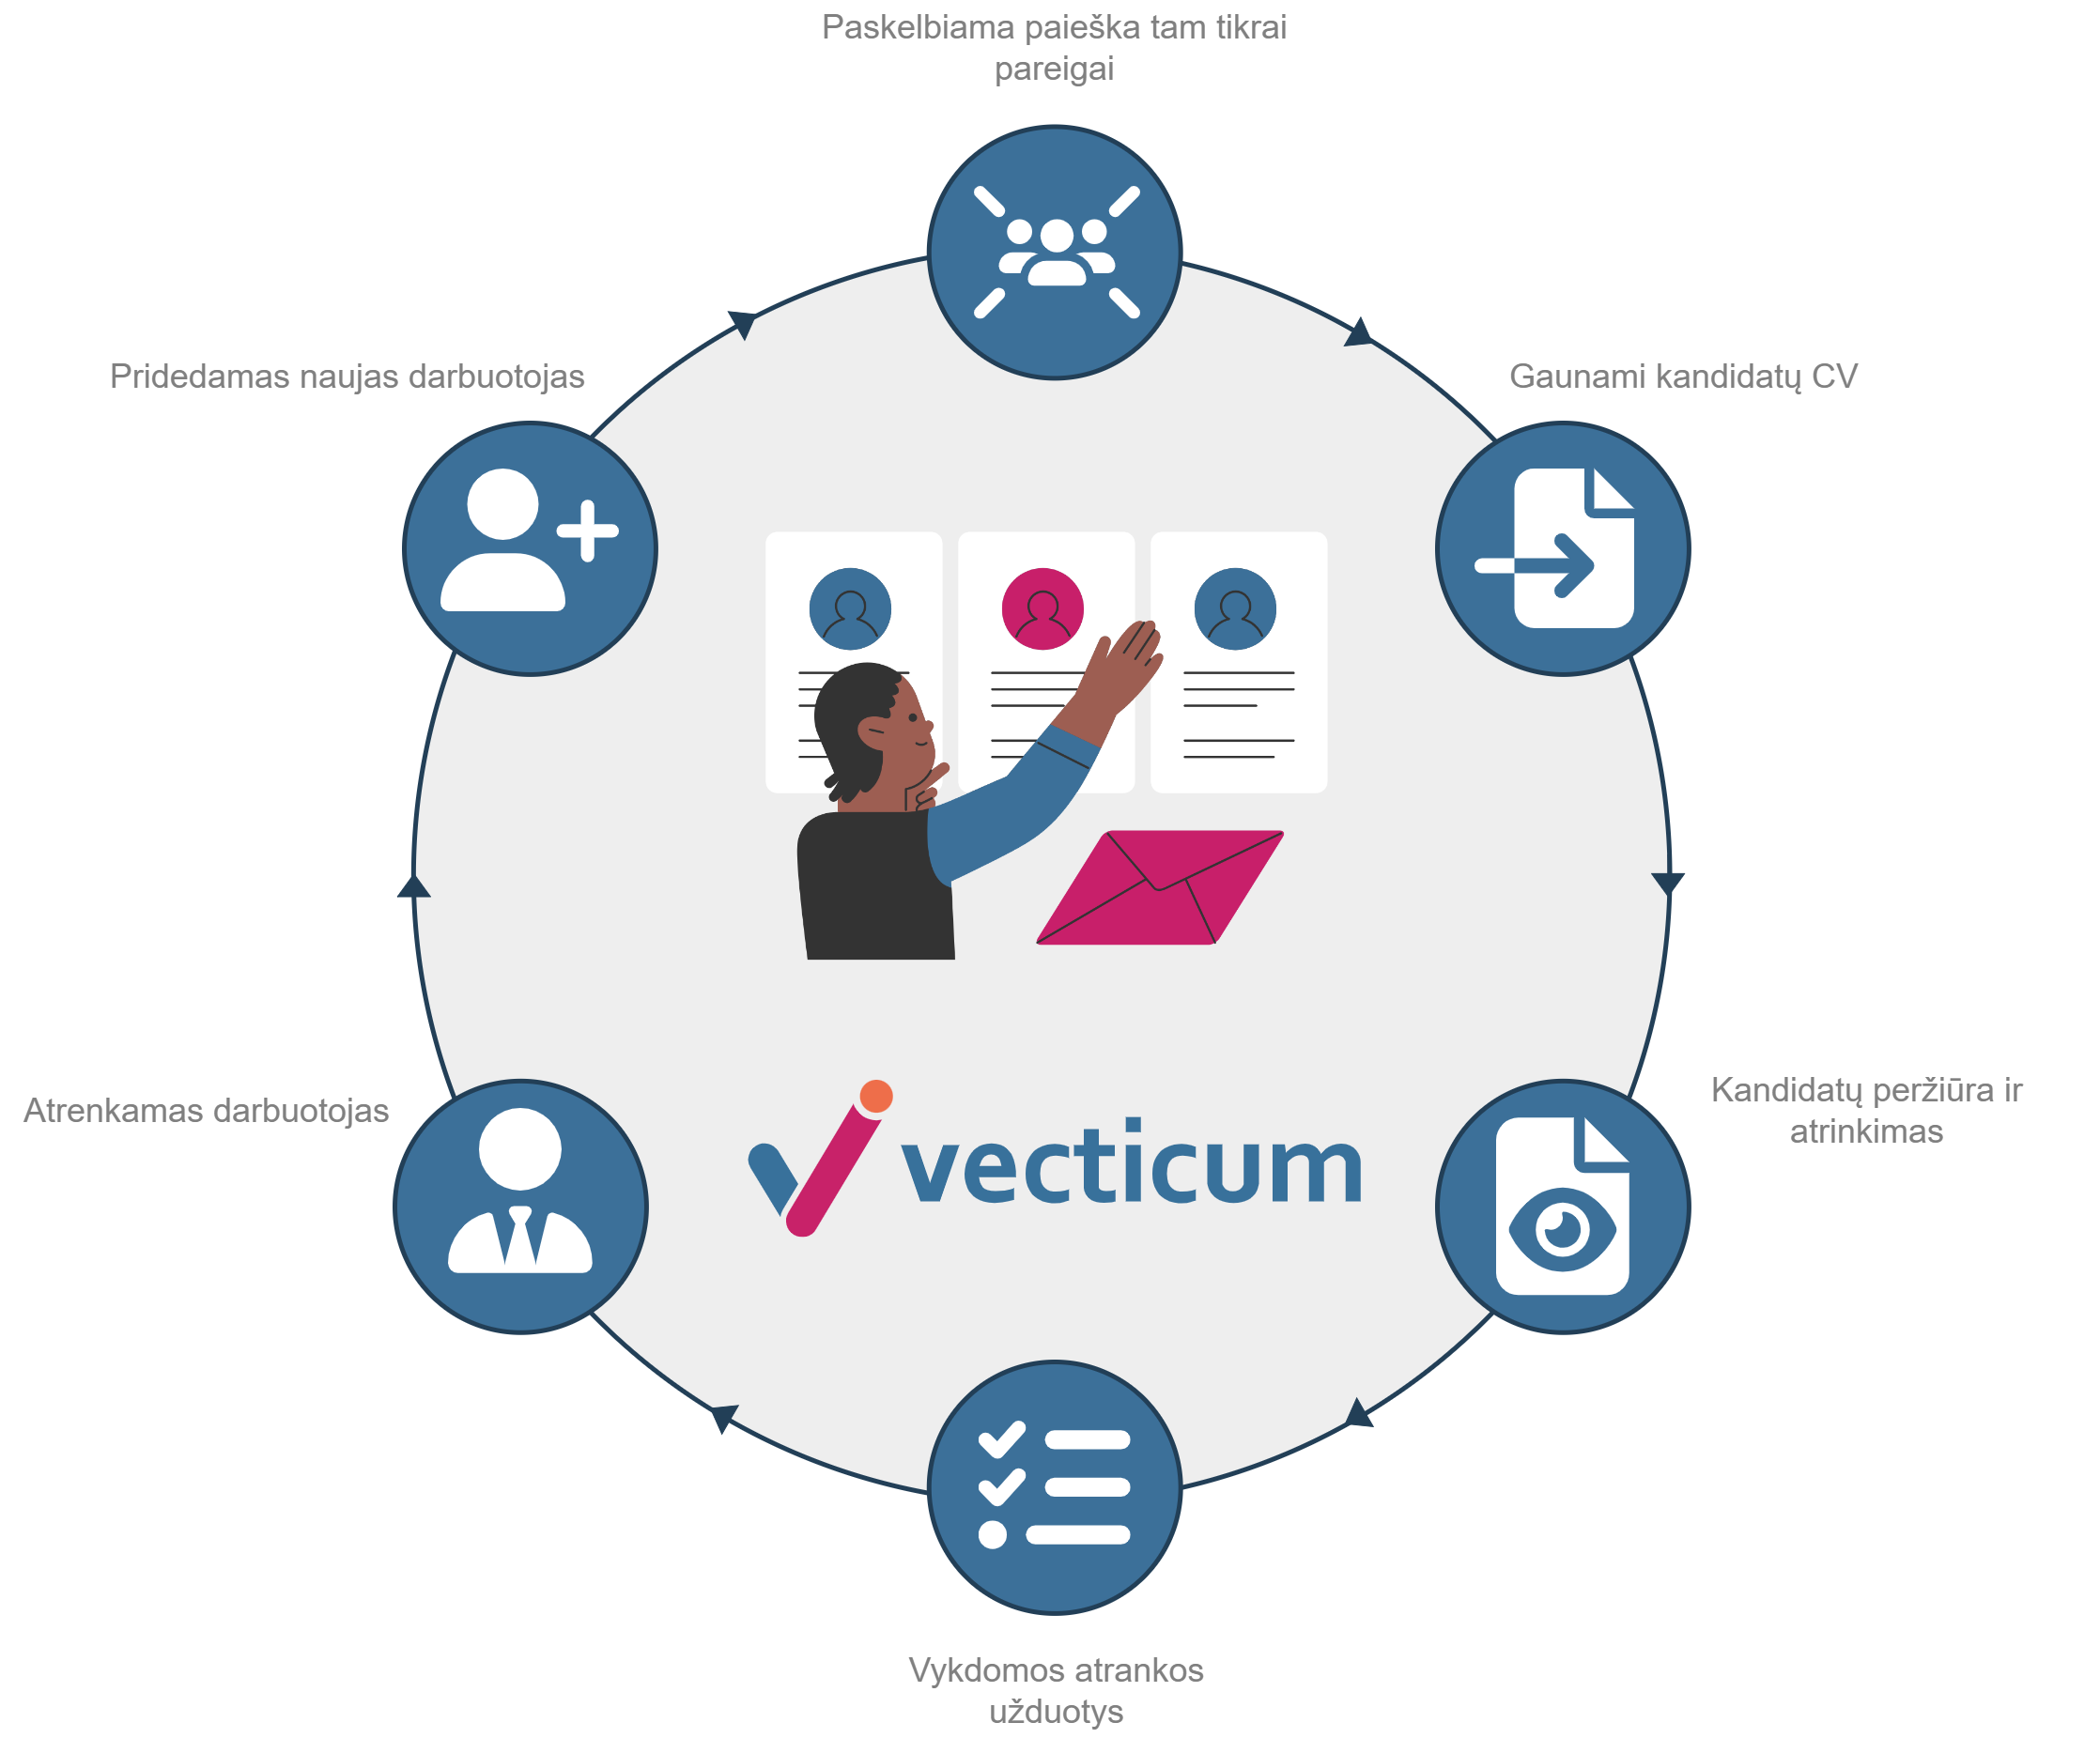 Paskelbiama paieška tam tikrai
pareigai
Pridedamas naujas darbuotojas
Gaunami kandidatų CV
Atrenkamas darbuotojas
vecticum
Kandidatų peržiūra ir
atrinkimas
Vykdomos atrankos
užduotys